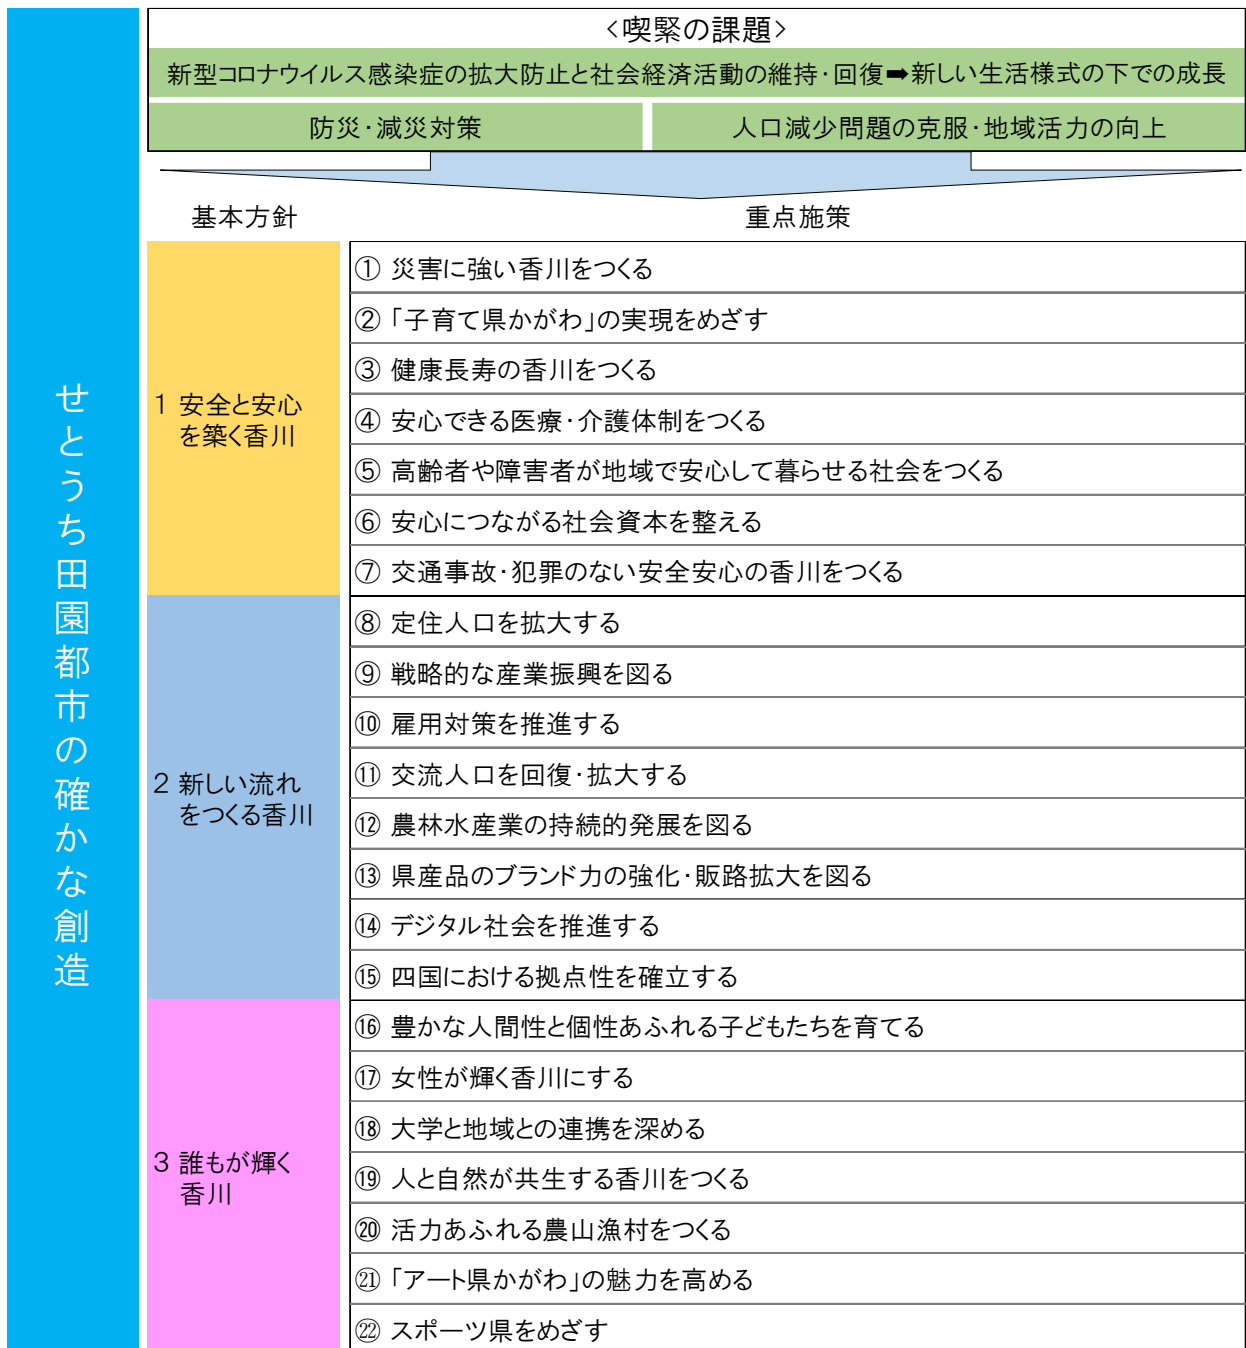 せとうち田園都市の確かな創造
<喫緊の課題>
新型コロナウイルス感染症の拡大防止と社会経済活動の維持・回復➡新しい生活様式の下での成長
防災・減災対策
人口減少問題の克服・地域活力の向上
基本方針
重点施策
1 安全と安心
を築く香川
① 災害に強い香川をつくる
② 「子育て県かがわ」の実現をめざす
③ 健康長寿の香川をつくる
④ 安心できる医療・介護体制をつくる
⑤ 高齢者や障害者が地域で安心して暮らせる社会をつくる
⑥ 安心につながる社会資本を整える
⑦ 交通事故・犯罪のない安全安心の香川をつくる
2 新しい流れ
をつくる香川
⑧ 定住人口を拡大する
⑨ 戦略的な産業振興を図る
⑩ 雇用対策を推進する
⑪ 交流人口を回復・拡大する
⑫ 農林水産業の持続的発展を図る
⑬ 県産品のブランド力の強化・販路拡大を図る
⑭ デジタル社会を推進する
⑮ 四国における拠点性を確立する
3 誰もが輝く
香川
⑯ 豊かな人間性と個性あふれる子どもたちを育てる
⑰ 女性が輝く香川にする
⑱ 大学と地域との連携を深める
⑲ 人と自然が共生する香川をつくる
⑳ 活力あふれる農山漁村をつくる
㉑ 「アート県かがわ」の魅力を高める
㉒ スポーツ県をめざす